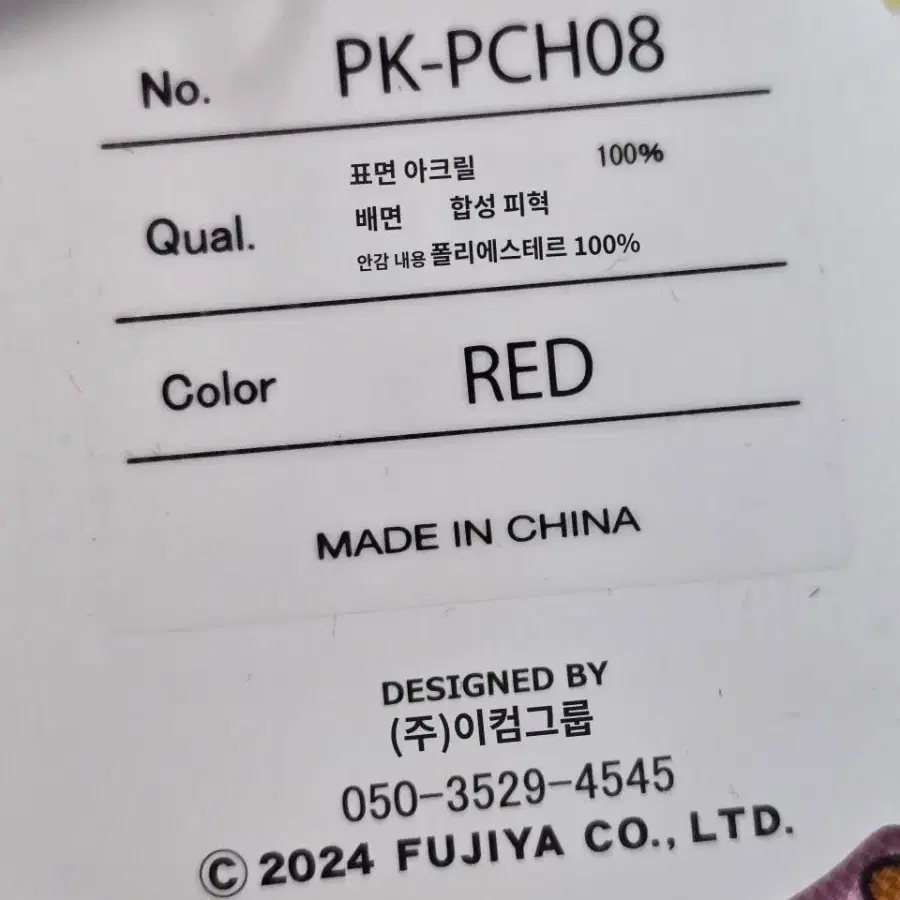 No. PK-PCH08
표면 아크릴 100%
Qual. 배면 합성 피혁
안감 내용 폴리에스테르 100%
Color RED
MADE IN CHINA
DESIGNED BY
(주)이컴그룹
050-3529-4545
© 2024 FUJIYA CO., LTD.